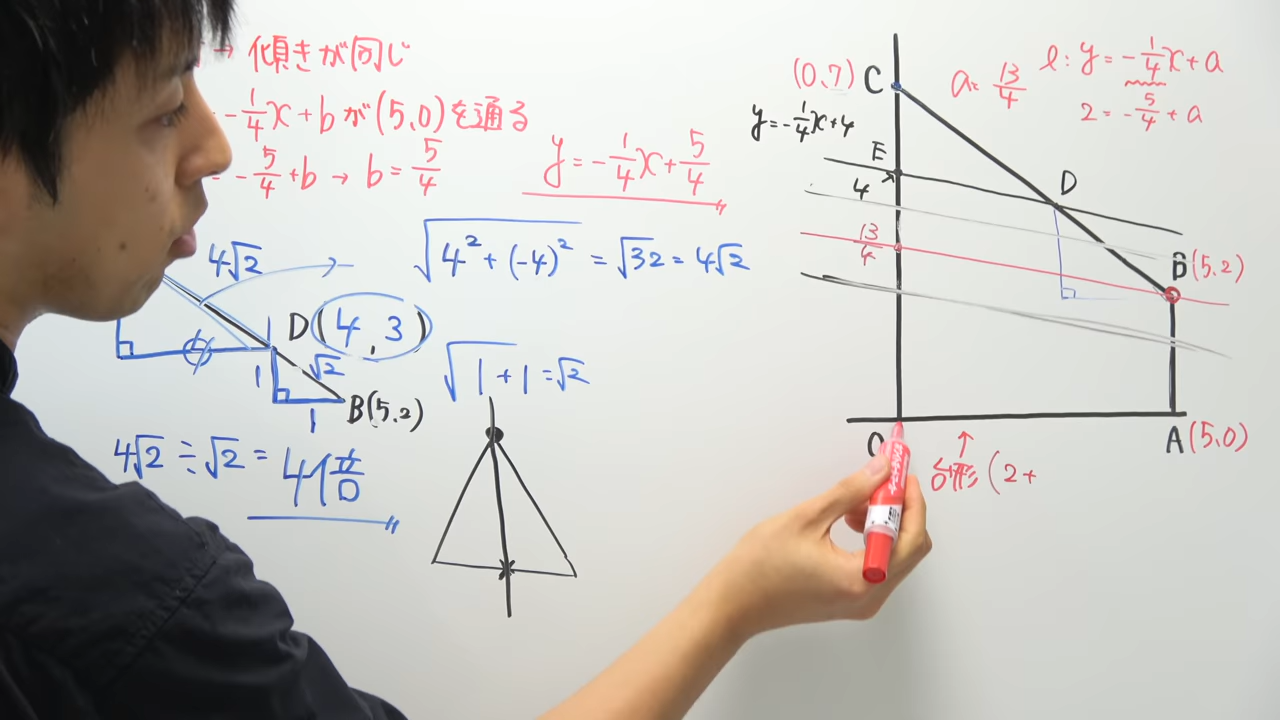 → 傾きが同じ
-1/4x+bが(5,0)を通る
= -5/4+b → b=5/4
y=-1/4x+5/4
4√2
√4²+(-4)² = √32 = 4√2
D(4,3)
√2
1
1
B(5,2)
√1+1=√2
4√2÷√2= 4倍
(0,7) C
a=13/4
l: y=-1/4x+a
2=-5/4+a
y=-1/4x+4
E
4
D
13/4
B(5,2)
O
A(5,0)
↑
台形(2+